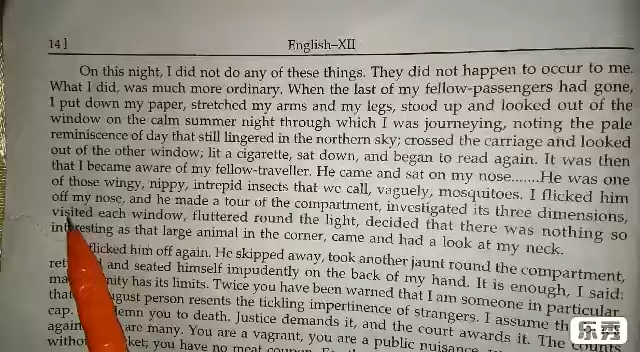 14]
English–XII
On this night, I did not do any of these things. They did not happen to occur to me.
What I did, was much more ordinary. When the last of my fellow-passengers had gone,
I put down my paper, stretched my arms and my legs, stood up and looked out of the
window on the calm summer night through which I was journeying, noting the pale
reminiscence of day that still lingered in the northern sky; crossed the carriage and looked
out of the other window; lit a cigarette, sat down, and began to read again. It was then
that I became aware of my fellow-traveller. He came and sat on my nose.......He was one
of those wingy, nippy, intrepid insects that we call, vaguely, mosquitoes. I flicked him
off my nose, and he made a tour of the compartment, investigated its three dimensions,
visited each window, fluttered round the light, decided that there was nothing so
interesting as that large animal in the corner, came and had a look at my neck.
flicked him off again. He skipped away, took another jaunt round the compartment,
and seated himself impudently on the back of my hand. It is enough, I said:
has its limits. Twice you have been warned that I am someone in particular,
that august person resents the tickling impertinence of strangers. I assume the
cap. you to death. Justice demands it, and the court awards it. The counts
again are many. You are a vagrant, you are a public nuisance,
you have no meat
乐秀